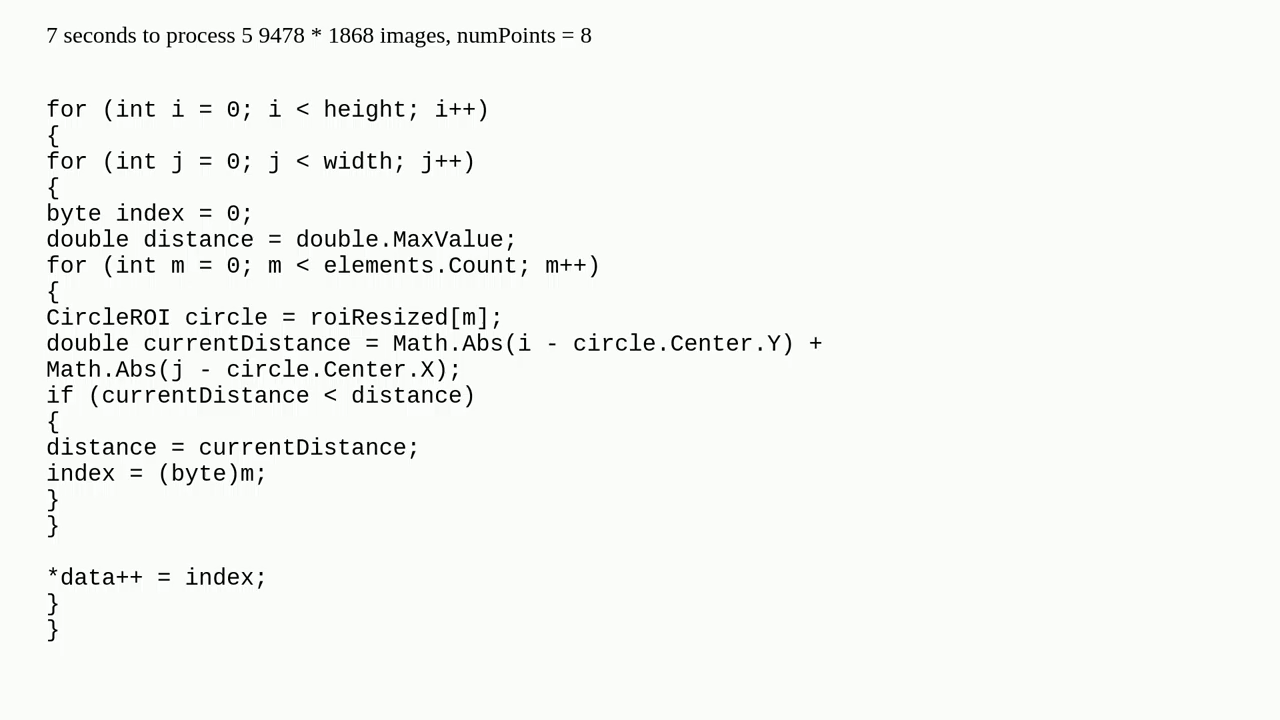 7 seconds to process 5 9478 * 1868 images, numPoints = 8
for (int i = 0; i < height; i++)
{
for (int j = 0; j < width; j++)
{
byte index = 0;
double distance = double.MaxValue;
for (int m = 0; m < elements.Count; m++)
{
CircleROI circle = roiResized[m];
double currentDistance = Math.Abs(i - circle.Center.Y) +
Math.Abs(j - circle.Center.X);
if (currentDistance < distance)
{
distance = currentDistance;
index = (byte)m;
}
}
*data++ = index;
}
}